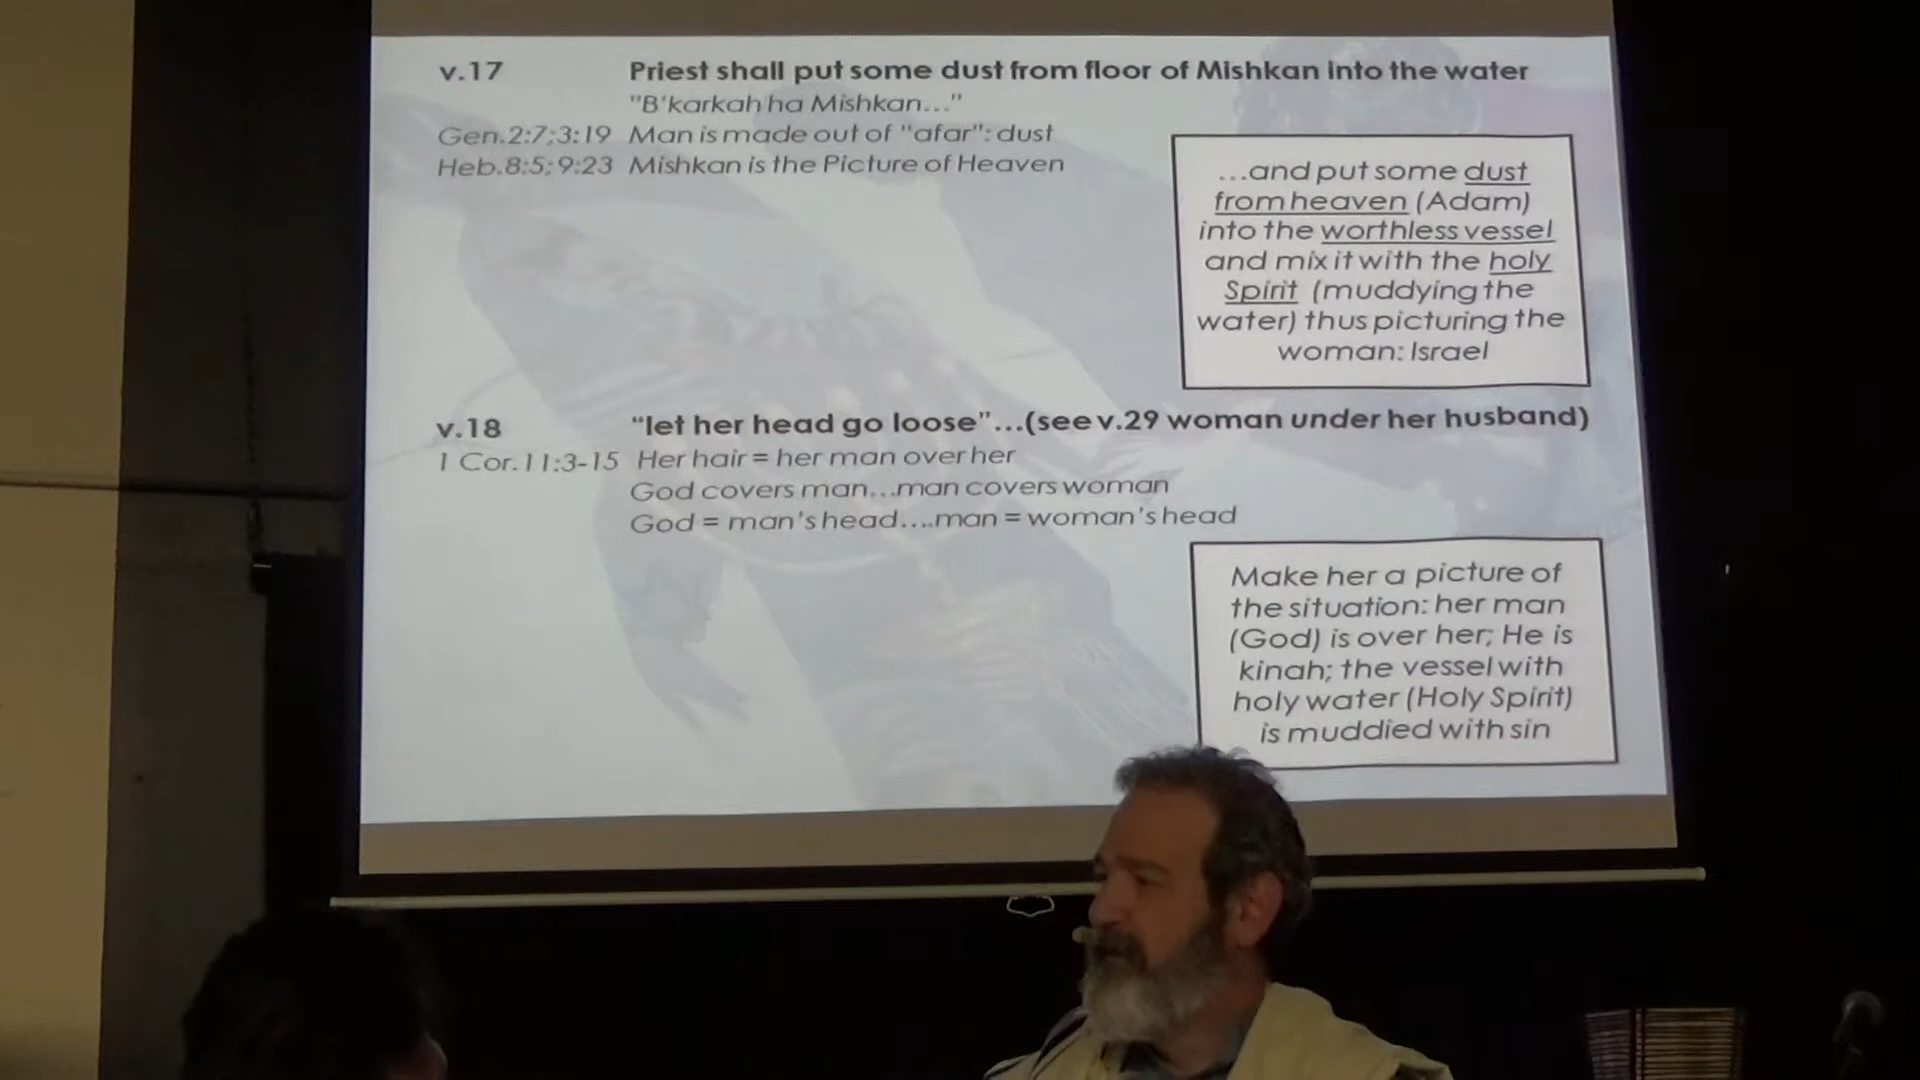 v.17 Priest shall put some dust from floor of Mishkan into the water
"B'karkah ha Mishkan..."
Gen.2:7;3:19 Man is made out of "afar": dust
Heb.8:5; 9:23 Mishkan is the Picture of Heaven
...and put some dust
from heaven (Adam)
into the worthless vessel
and mix it with the holy
Spirit (muddying the
water) thus picturing the
woman: Israel
v.18 “let her head go loose”...(see v.29 woman under her husband)
1 Cor.11:3-15 Her hair = her man over her
God covers man...man covers woman
God = man's head....man = woman's head
Make her a picture of
the situation: her man
(God) is over her; He is
kinah; the vessel with
holy water (Holy Spirit)
is muddied with sin